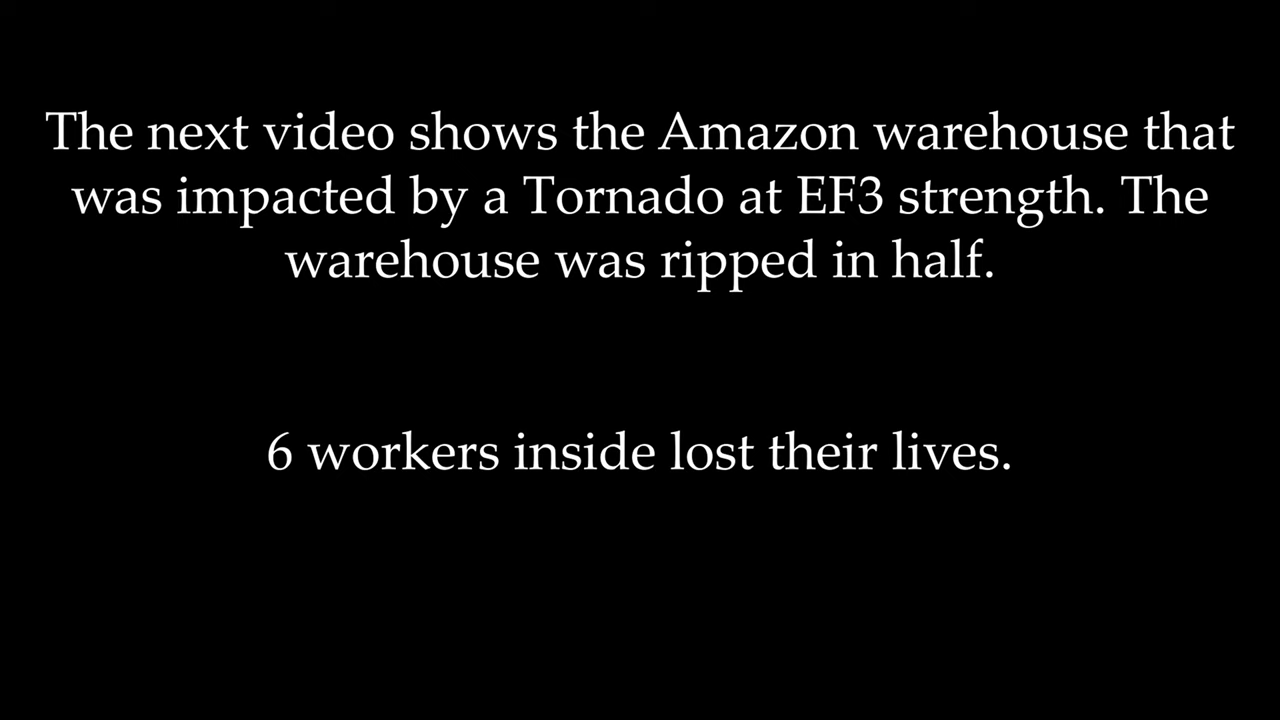 The next video shows the Amazon warehouse that
was impacted by a Tornado at EF3 strength. The
warehouse was ripped in half.
6 workers inside lost their lives.